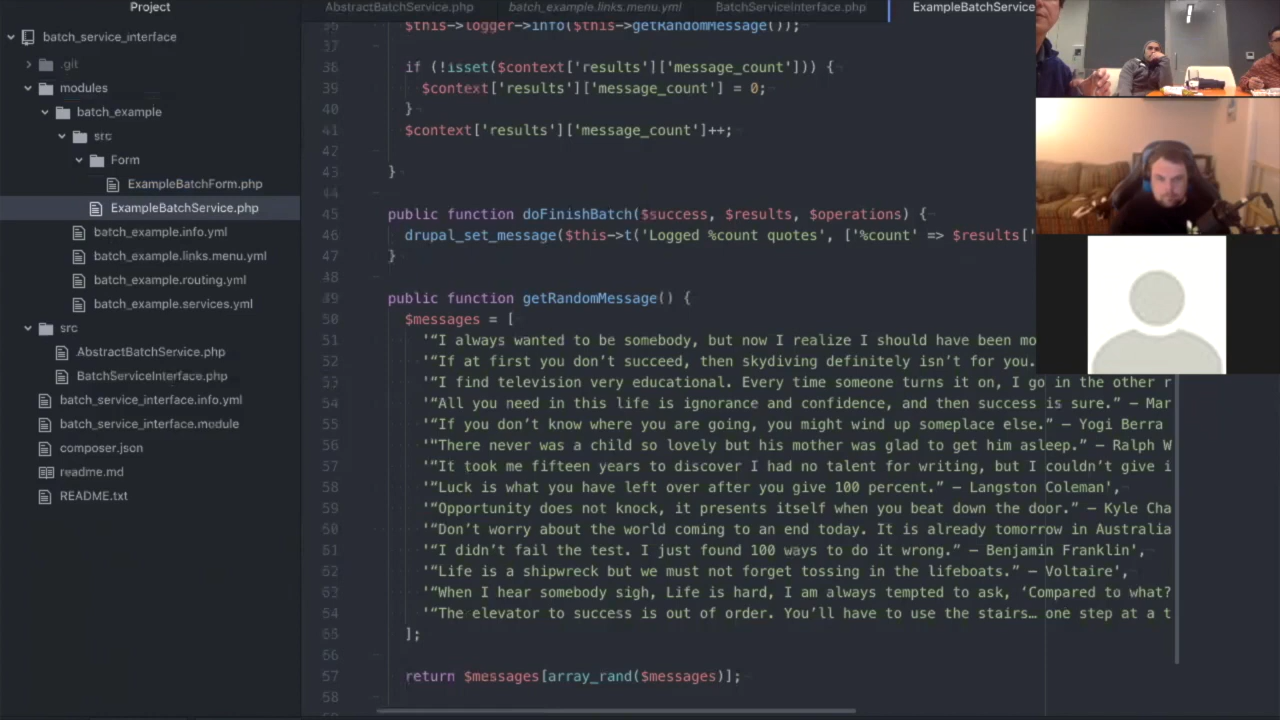 Project
batch_service_interface
.git
modules
batch_example
src
Form
ExampleBatchForm.php
ExampleBatchService.php
batch_example.info.yml
batch_example.links.menu.yml
batch_example.routing.yml
batch_example.services.yml
src
AbstractBatchService.php
BatchServiceInterface.php
batch_service_interface.info.yml
batch_service_interface.module
composer.json
readme.md
README.txt
AbstractBatchService.php batch_example.links.menu.yml BatchServiceInterface.php ExampleBatchService
36 $this->logger->info($this->getRandomMessage());
37
38 if (!isset($context['results']['message_count'])) {
39 $context['results']['message_count'] = 0;
40 }
41 $context['results']['message_count']++;
42
43 }
44
45 public function doFinishBatch($success, $results, $operations) {
46 drupal_set_message($this->t('Logged %count quotes', ['%count' => $results['
47 }
48
49 public function getRandomMessage() {
50 $messages = [
51 '“I always wanted to be somebody, but now I realize I should have been mo
52 '“If at first you don’t succeed, then skydiving definitely isn’t for you.
53 '“I find television very educational. Every time someone turns it on, I go in the other r
54 '“All you need in this life is ignorance and confidence, and then success is sure.” — Mar
55 '“If you don’t know where you are going, you might wind up someplace else.” — Yogi Berra
56 '“There never was a child so lovely but his mother was glad to get him asleep.” — Ralph W
57 '“It took me fifteen years to discover I had no talent for writing, but I couldn’t give i
58 '“Luck is what you have left over after you give 100 percent.” — Langston Coleman',
59 '“Opportunity does not knock, it presents itself when you beat down the door.” — Kyle Cha
60 '“Don’t worry about the world coming to an end today. It is already tomorrow in Australia
61 '“I didn’t fail the test. I just found 100 ways to do it wrong.” — Benjamin Franklin',
62 '“Life is a shipwreck but we must not forget tossing in the lifeboats.” — Voltaire',
63 '“When I hear somebody sigh, Life is hard, I am always tempted to ask, ‘Compared to what?
64 '“The elevator to success is out of order. You’ll have to use the stairs… one step at a t
65 ];
66
67 return $messages[array_rand($messages)];
68